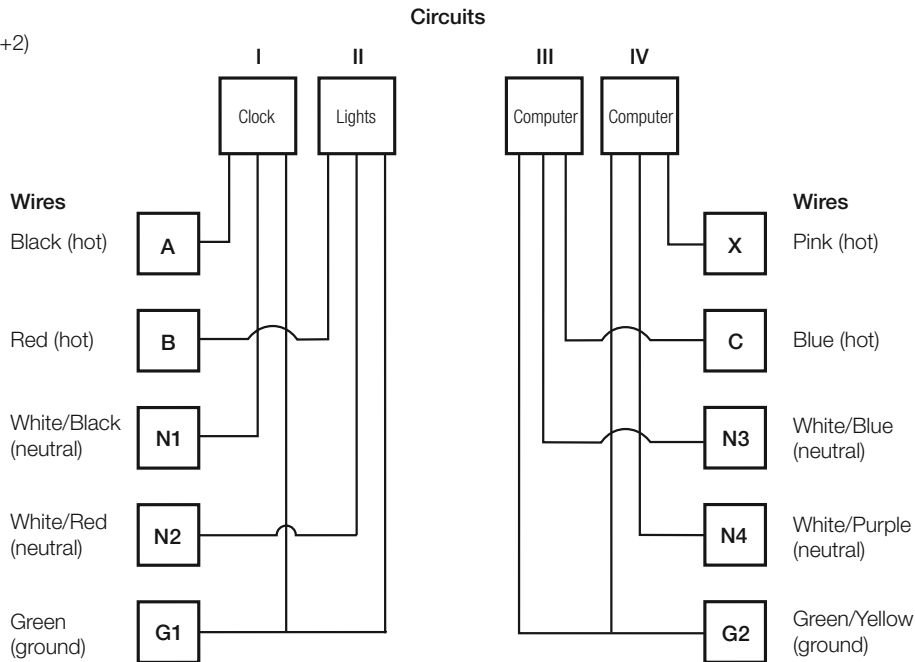 Circuits
+2)
I
II
III
IV
Clock
Lights
Computer
Computer
Wires
Wires
Black (hot)
A
X
Pink (hot)
Red (hot)
B
C
Blue (hot)
White/Black
(neutral)
N1
N3
White/Blue
(neutral)
White/Red
(neutral)
N2
N4
White/Purple
(neutral)
Green
(ground)
G1
G2
Green/Yellow
(ground)